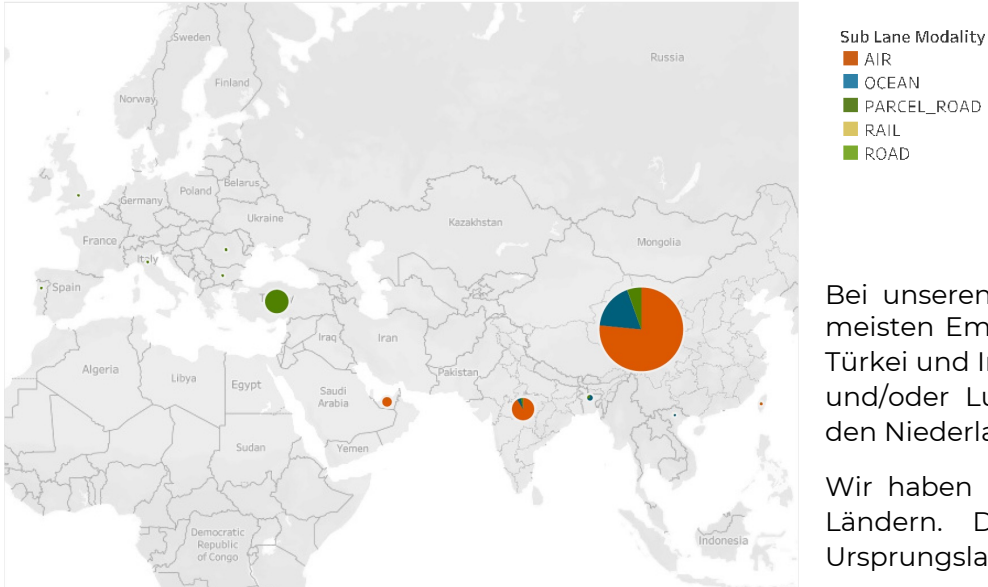 Sweden
Finland
Norway
Russia
Belarus
Poland
Germany
Ukraine
France
Italy
Spain
Kazakhstan
Mongolia
Iraq
Iran
Algeria
Libya
Egypt
Saudi
Arabia
Pakistan
Sudan
Yemen
Democratic
Republic
of Congo
Indonesia
Sub Lane Modality
AIR
OCEAN
PARCEL_ROAD
RAIL
ROAD
Bei unseren
meisten Em
Türkei und I
und/oder Lu
den Niederla
Wir haben
Ländern. D
Ursprungsla